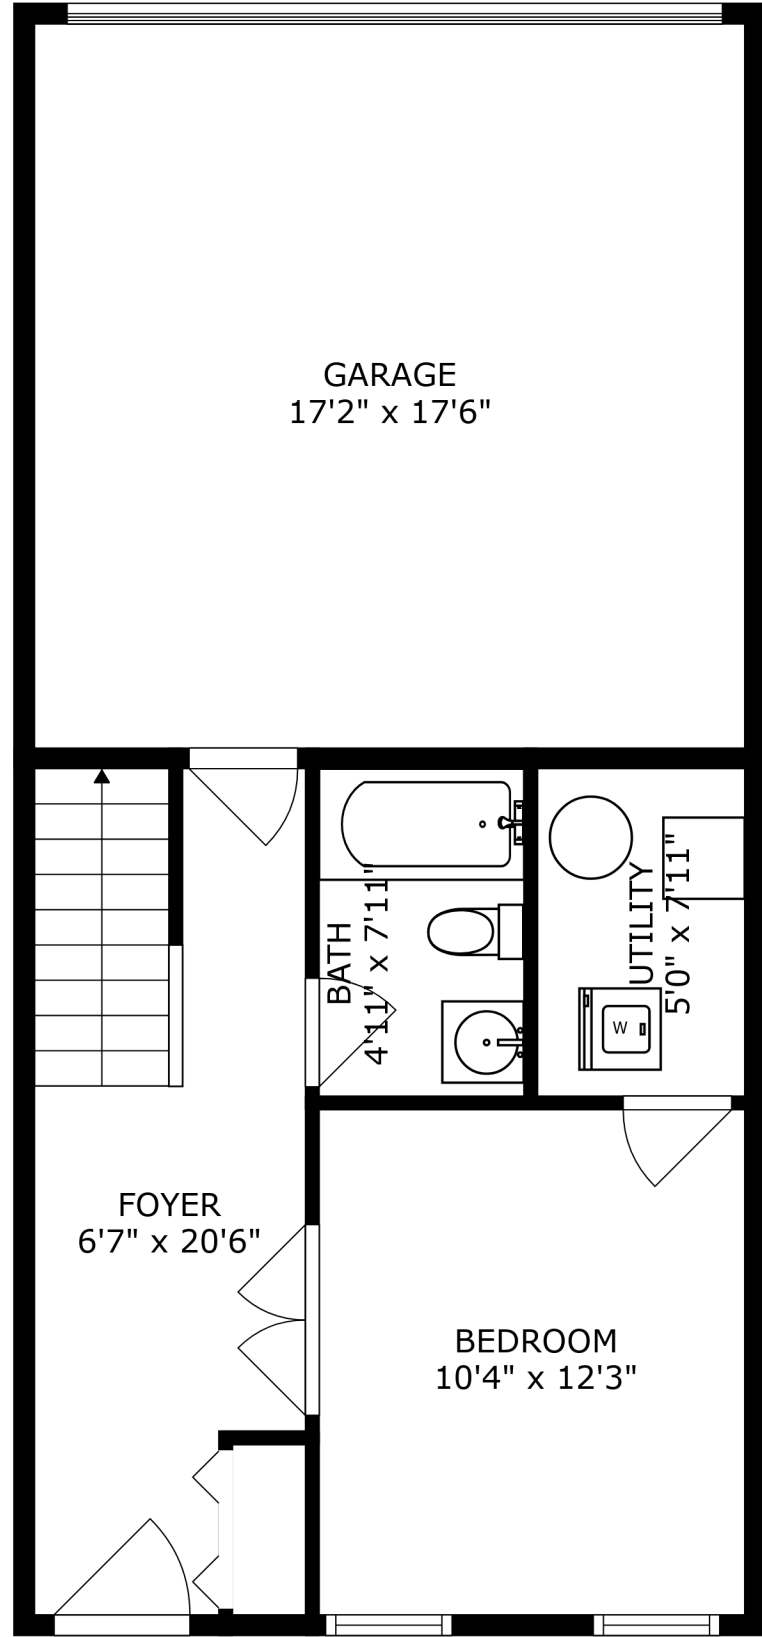 GARAGE
17'2" x 17'6"
BATH
4'11" x 7'11"
UTILITY
5'0" x 7'11"
W
FOYER
6'7" x 20'6"
BEDROOM
10'4" x 12'3"